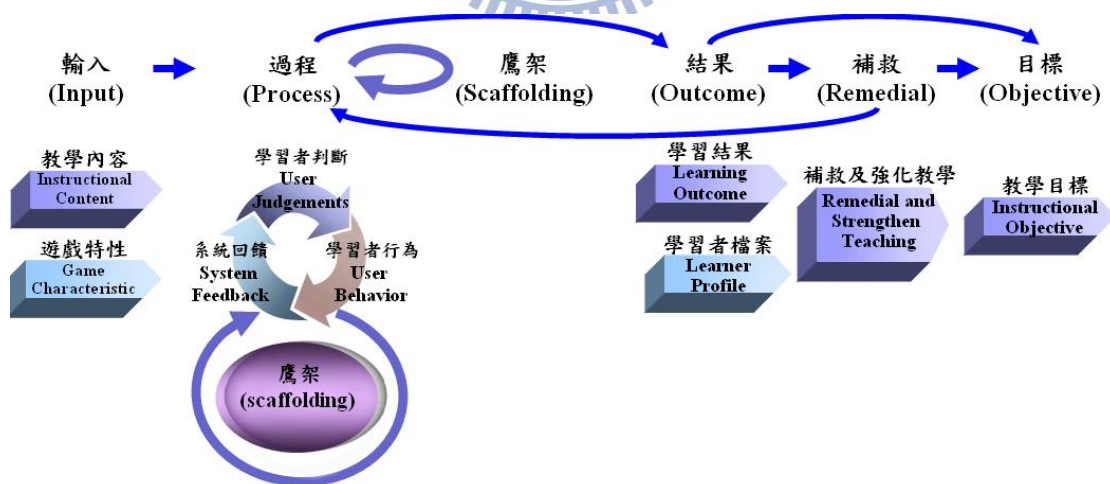 輸入
(Input)
過程
(Process)
鷹架
(Scaffolding)
結果
(Outcome)
補救
(Remedial)
目標
(Objective)
教學內容
Instructional
Content
遊戲特性
Game
Characteristic
學習者判斷
User
Judgements
系統回饋
System
Feedback
學習者行為
User
Behavior
鷹架
(scaffolding)
學習結果
Learning
Outcome
學習者檔案
Learner
Profile
補救及強化教學
Remedial and
Strengthen
Teaching
教學目標
Instructional
Objective